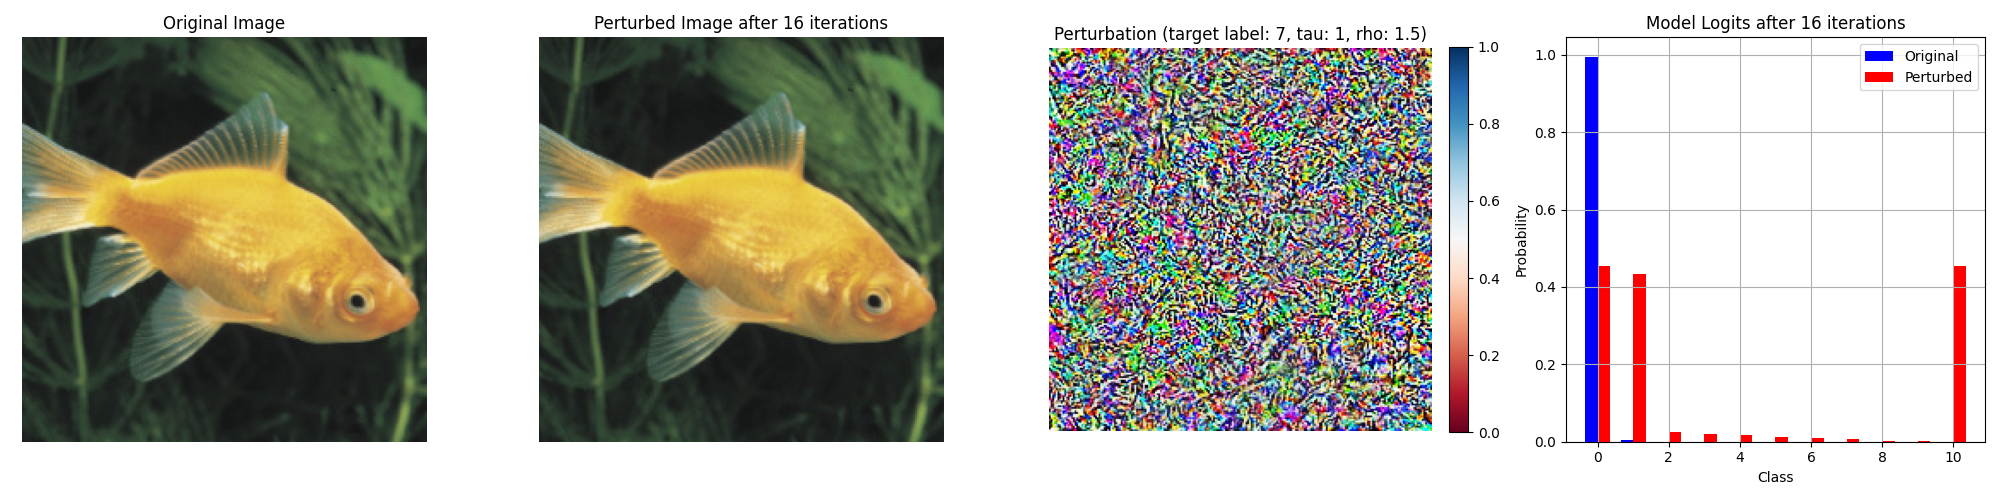 Original Image
Perturbed Image after 16 iterations
Perturbation (target label: 7, tau: 1, rho: 1.5)
1.0
0.8
0.6
0.4
0.2
0.0
Model Logits after 16 iterations
Original
Perturbed
Probability
1.0
0.8
0.6
0.4
0.2
0.0
0 2 4 6 8 10
Class